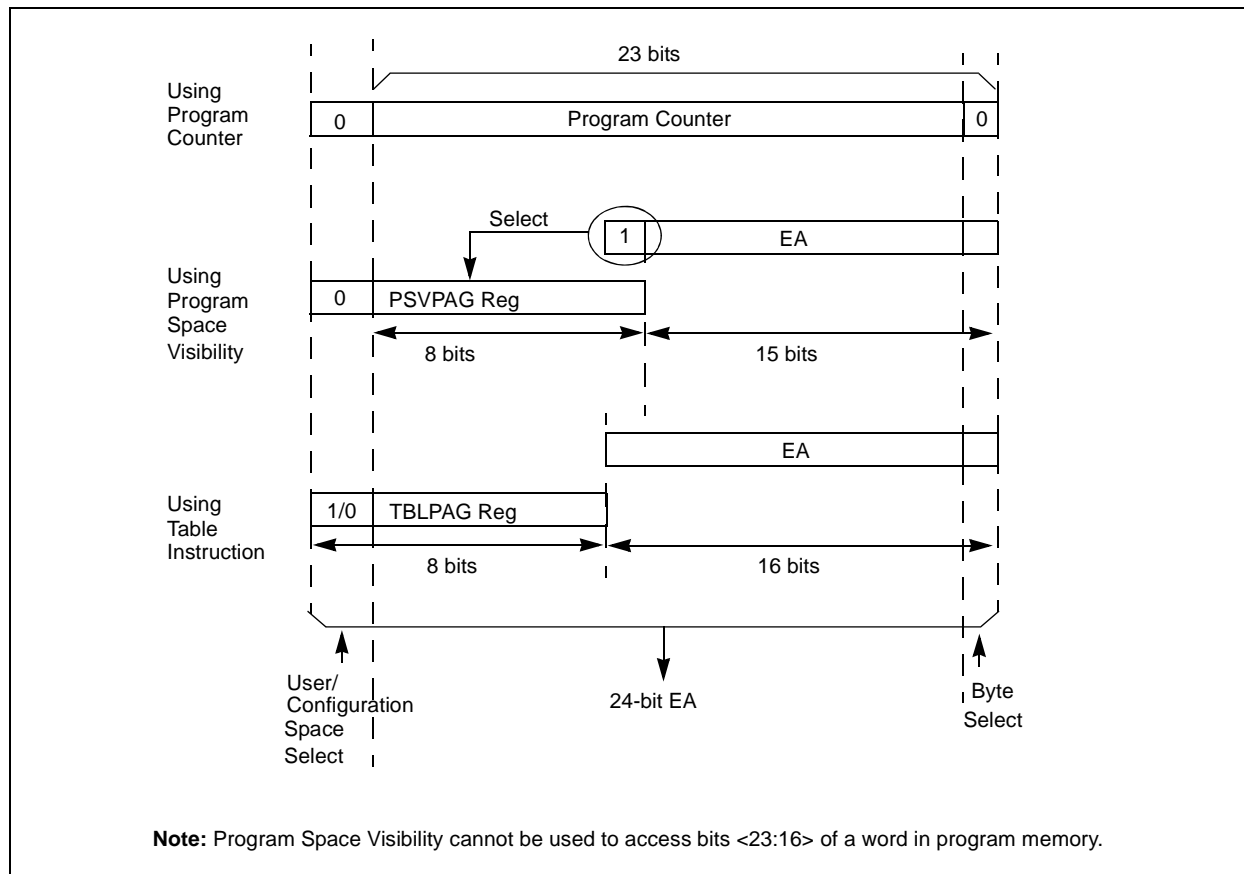 23 bits
Using
Program
Counter
0
Program Counter
0
Select
1
EA
Using
Program
Space
Visibility
0
PSVPAG Reg
8 bits
15 bits
EA
Using
Table
Instruction
1/0
TBLPAG Reg
8 bits
16 bits
User/
Configuration
Space
Select
24-bit EA
Byte
Select
Note: Program Space Visibility cannot be used to access bits <23:16> of a word in program memory.